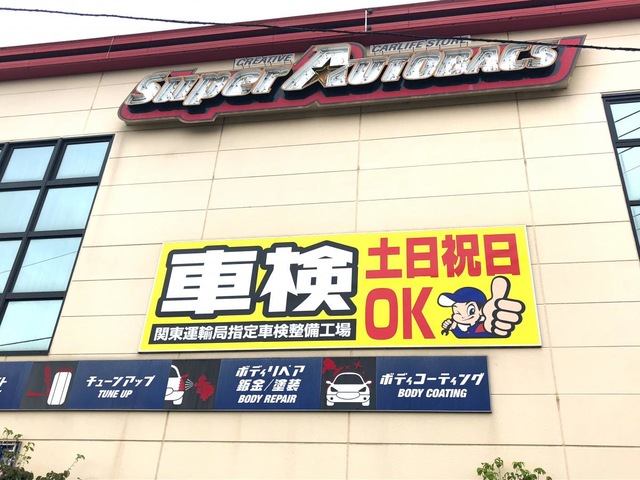 CREATIVE CARLIFE STORE
Super AUTOBACS
車検
土日祝日
OK
関東運輸局指定車検整備工場
チューンアップ
TUNE UP
ボディリペア
鈑金/塗装
BODY REPAIR
ボディコーティング
BODY COATING